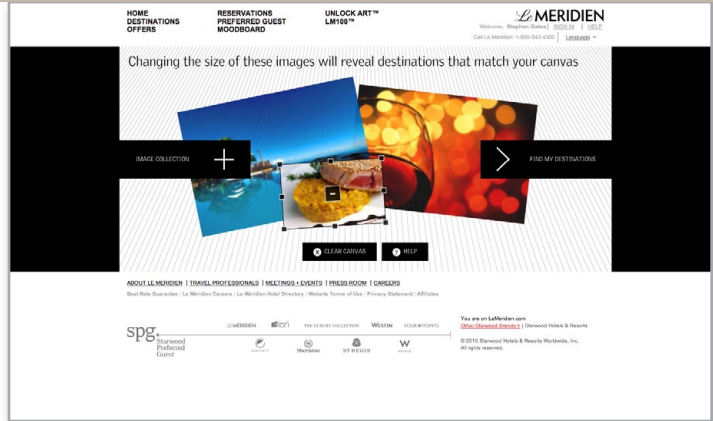 HOME
DESTINATIONS
OFFERS
RESERVATIONS
PREFERRED GUEST
MOODBOARD
UNLOCK ART™
LM100™
Le MERIDIEN
Welcome, Stephen Gates | SIGN IN | HELP
Call Le Méridien: 1-800-543-4300 | Language
Changing the size of these images will reveal destinations that match your canvas
IMAGE COLLECTION
FIND MY DESTINATIONS
CLEAR CANVAS
? HELP
ABOUT LE MERIDIEN | TRAVEL PROFESSIONALS | MEETINGS + EVENTS | PRESS ROOM | CAREERS
Best Rate Guarantee | Le Méridien Careers | Le Méridien Hotel Directory | Website Terms of Use | Privacy Statement | Affiliates
spg.
Starwood
Preferred
Guest
Le MERIDIEN aloft THE LUXURY COLLECTION WESTIN FOUR POINTS
Sheraton ST REGIS W
You are on LeMeridien.com
Other Starwood Brands + | Starwood Hotels & Resorts
© 2010 Starwood Hotels & Resorts Worldwide, Inc.
All rights reserved.